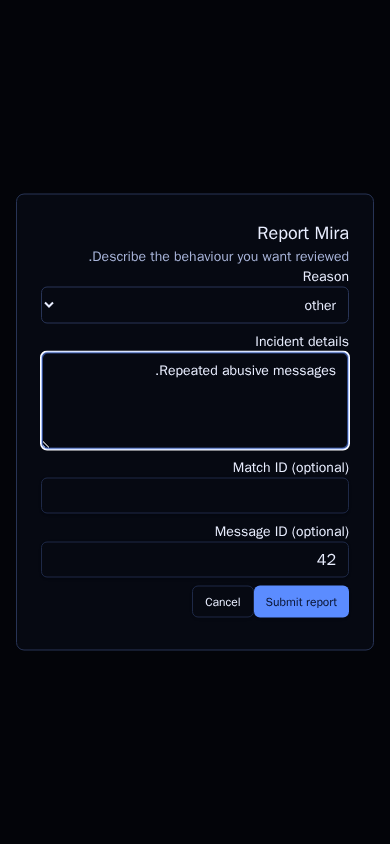 Report Mira
.Describe the behaviour you want reviewed
Reason
other
Incident details
.Repeated abusive messages
Match ID (optional)
Message ID (optional)
42
Submit report
Cancel